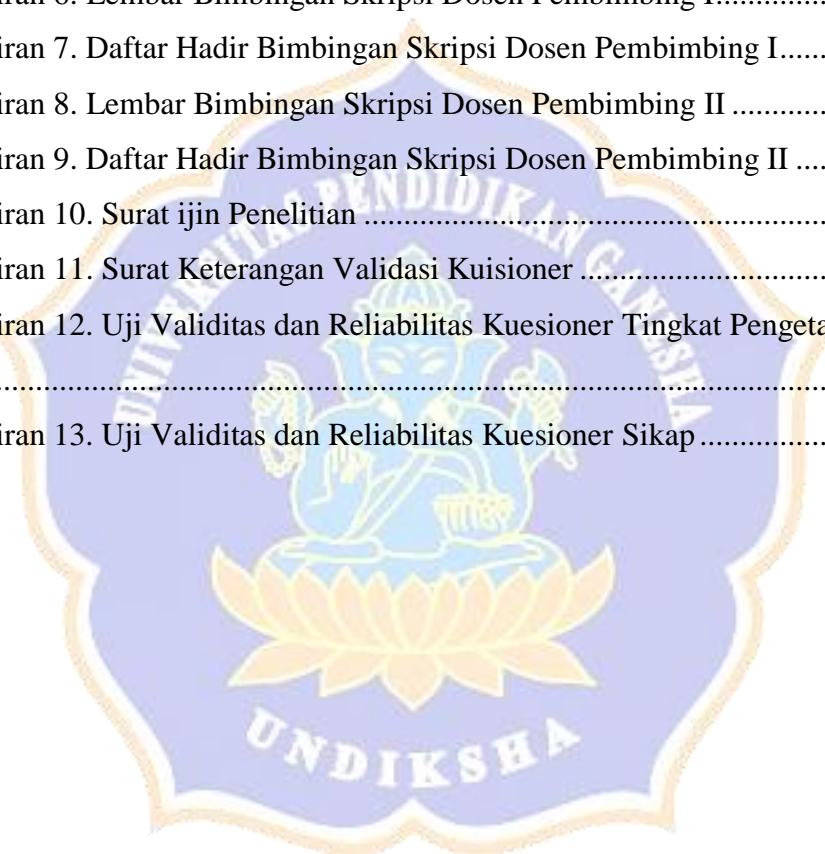 iran 6. Lembar Bimbingan Skripsi Dosen Pembimbing I..................
iran 7. Daftar Hadir Bimbingan Skripsi Dosen Pembimbing I......
iran 8. Lembar Bimbingan Skripsi Dosen Pembimbing II ...............
iran 9. Daftar Hadir Bimbingan Skripsi Dosen Pembimbing II ....
iran 10. Surat ijin Penelitian ..............................................................
iran 11. Surat Keterangan Validasi Kuisioner .................................
iran 12. Uji Validitas dan Reliabilitas Kuesioner Tingkat Pengeta
...........................................................................................................
iran 13. Uji Validitas dan Reliabilitas Kuesioner Sikap.................
UNIVERSITAS PENDIDIKAN GANESHA
UNDIKSHA